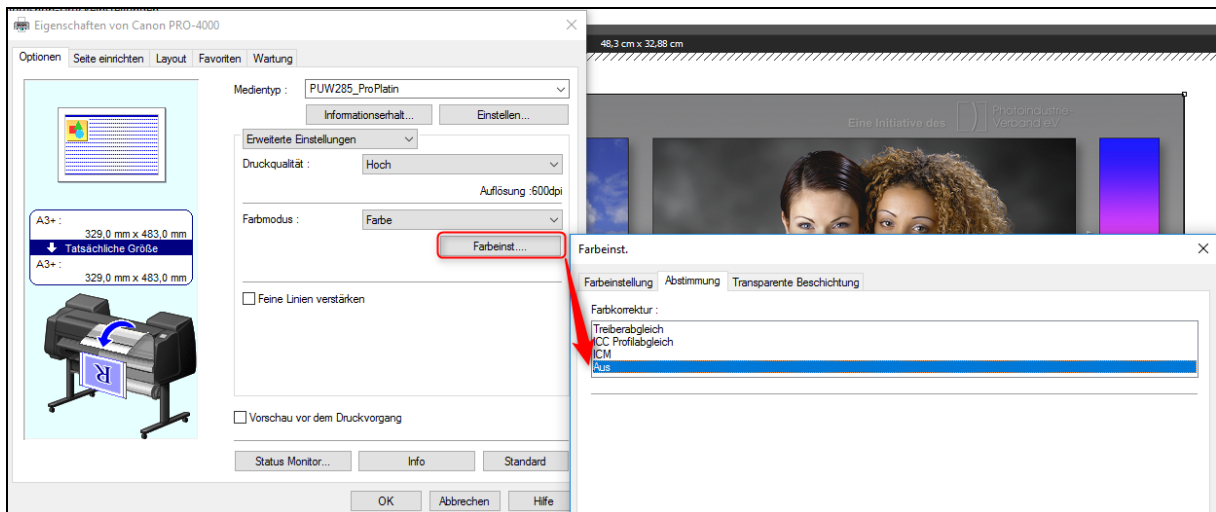 Eigenschaften von Canon PRO-4000
Optionen Seite einrichten Layout Favoriten Wartung
Medientyp : PUW285_ProPlatin
Informationserhalt... Einstellen...
Erweiterte Einstellungen
Druckqualität : Hoch
Auflösung :600dpi
Farbmodus : Farbe
Farbeinst....
A3+ :
329,0 mm x 483,0 mm
Tatsächliche Größe
A3+ :
329,0 mm x 483,0 mm
Feine Linien verstärken
R
Vorschau vor dem Druckvorgang
Status Monitor... Info Standard
OK Abbrechen Hilfe
48,3 cm x 32,88 cm
Eine Initiative des
Photoindustrie-
Verband e.V.
Farbeinst.
Farbeinstellung Abstimmung Transparente Beschichtung
Farbkorrektur :
Treiberabgleich
ICC Profilabgleich
ICM
Aus